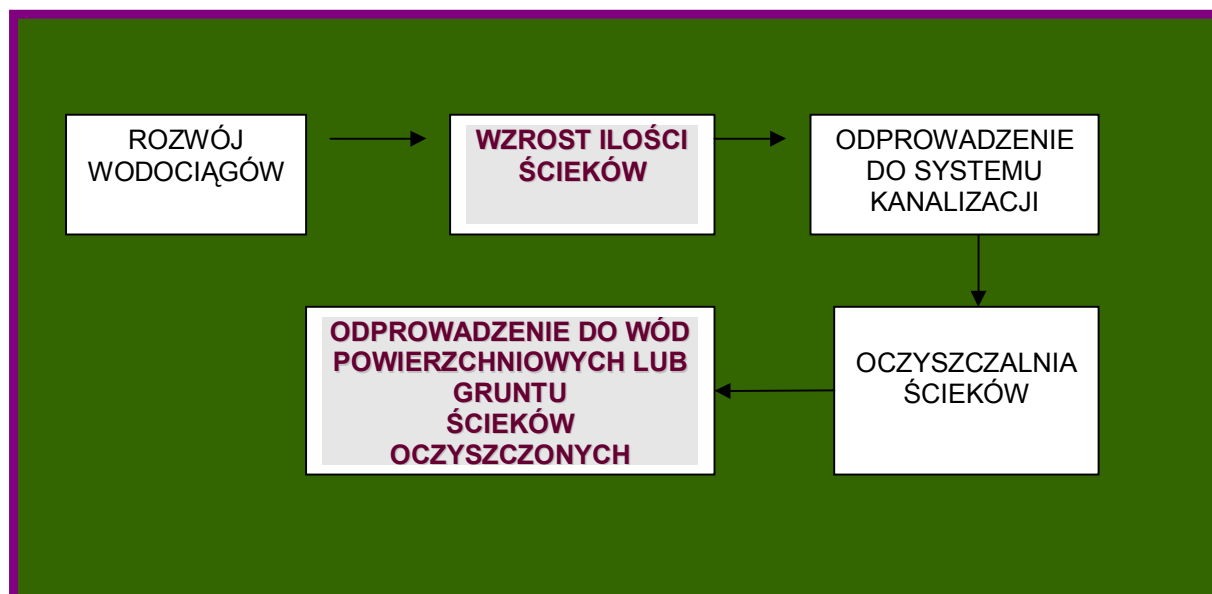 ROZWÓJ
WODOCIĄGÓW
WZROST ILOŚCI
ŚCIEKÓW
ODPROWADZENIE
DO SYSTEMU
KANALIZACJI
OCZYSZCZALNIA
ŚCIEKÓW
ODPROWADZENIE DO WÓD
POWIERZCHNIOWYCH LUB
GRUNTU
ŚCIEKÓW
OCZYSZCZONYCH